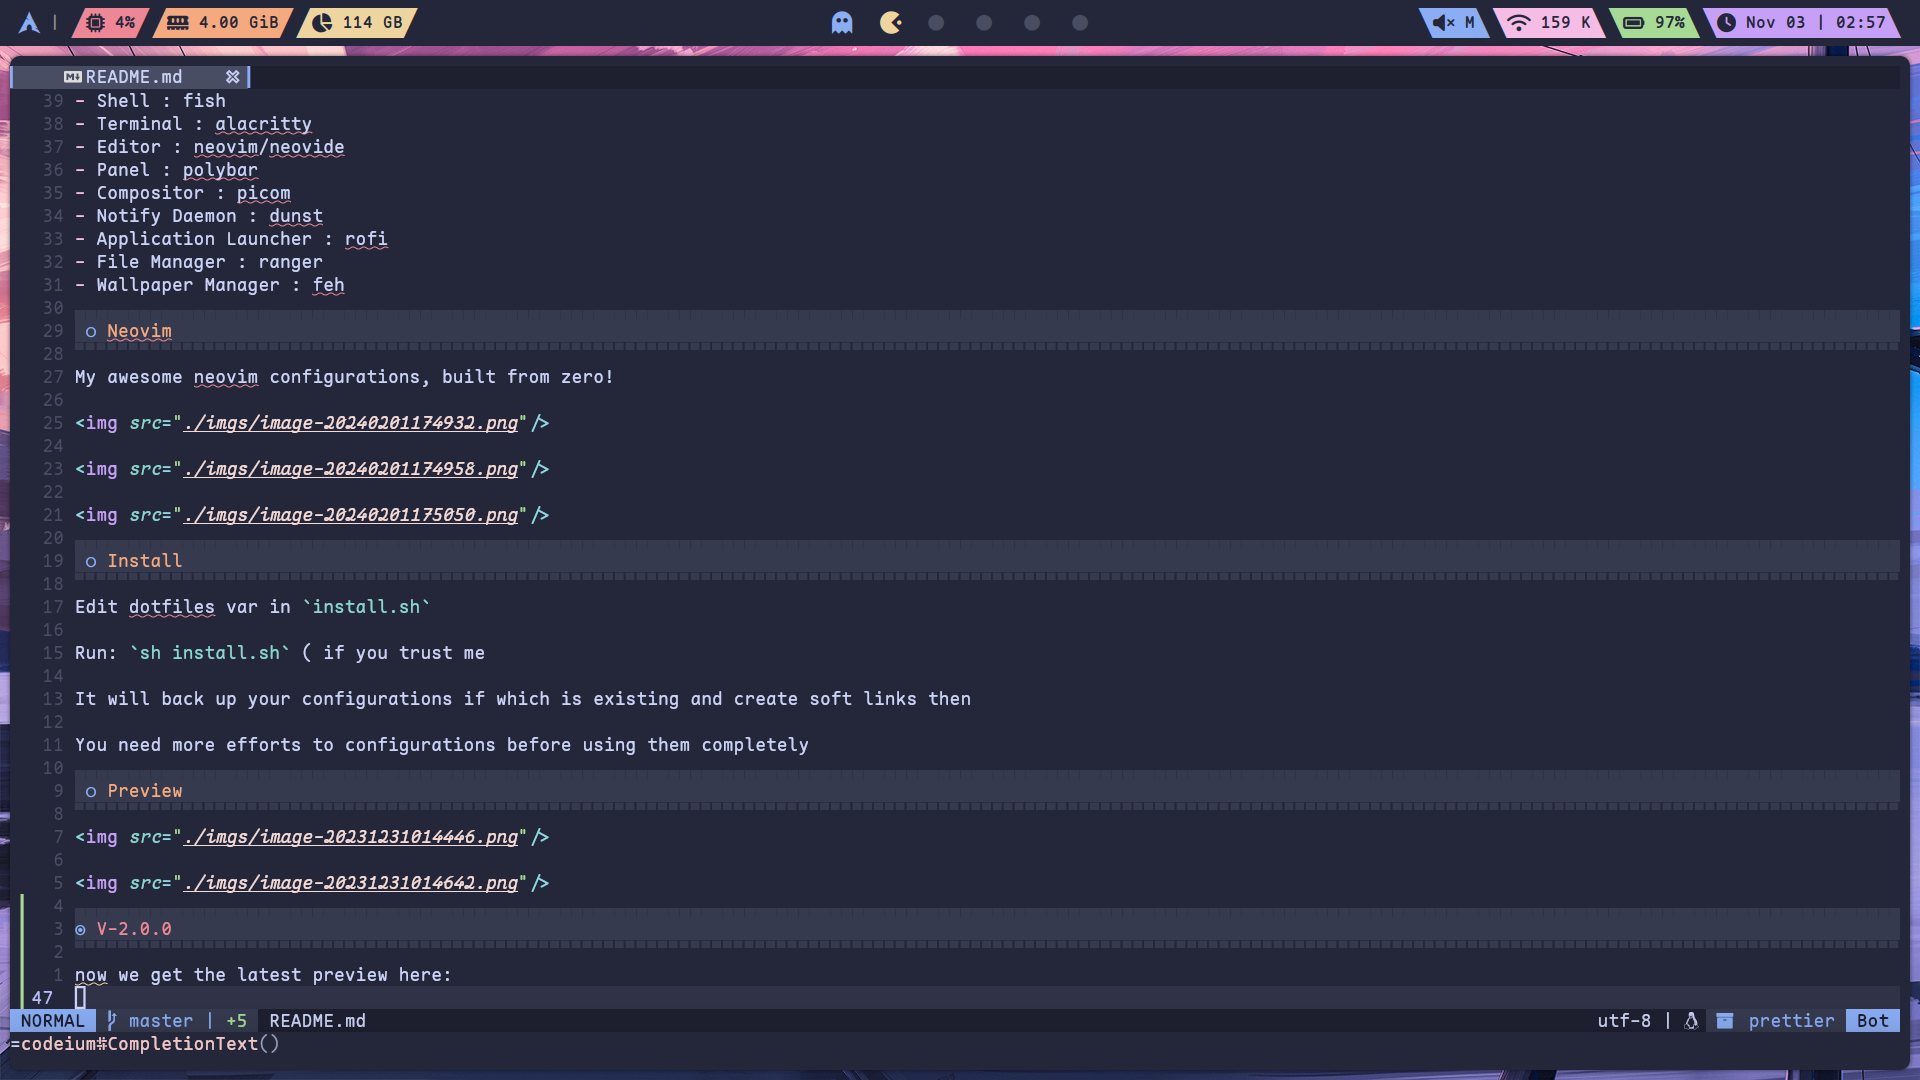 | 4% 4.00 GiB 114 GB M 159 K 97% Nov 03 | 02:57
README.md
39 - Shell : fish
38 - Terminal : alacritty
37 - Editor : neovim/neovide
36 - Panel : polybar
35 - Compositor : picom
34 - Notify Daemon : dunst
33 - Application Launcher : rofi
32 - File Manager : ranger
31 - Wallpaper Manager : feh
30
29 Neovim
28
27 My awesome neovim configurations, built from zero!
26
25 <img src="./imgs/image-20240201174932.png"/>
24
23 <img src="./imgs/image-20240201174958.png"/>
22
21 <img src="./imgs/image-20240201175050.png"/>
20
19 Install
18
17 Edit dotfiles var in `install.sh`
16
15 Run: `sh install.sh` ( if you trust me
14
13 It will back up your configurations if which is existing and create soft links then
12
11 You need more efforts to configurations before using them completely
10
9 Preview
8
7 <img src="./imgs/image-20231231014446.png"/>
6
5 <img src="./imgs/image-20231231014642.png"/>
4
3 V-2.0.0
2
1 now we get the latest preview here:
47
NORMAL master | +5 README.md utf-8 | prettier Bot
=codeium#CompletionText()